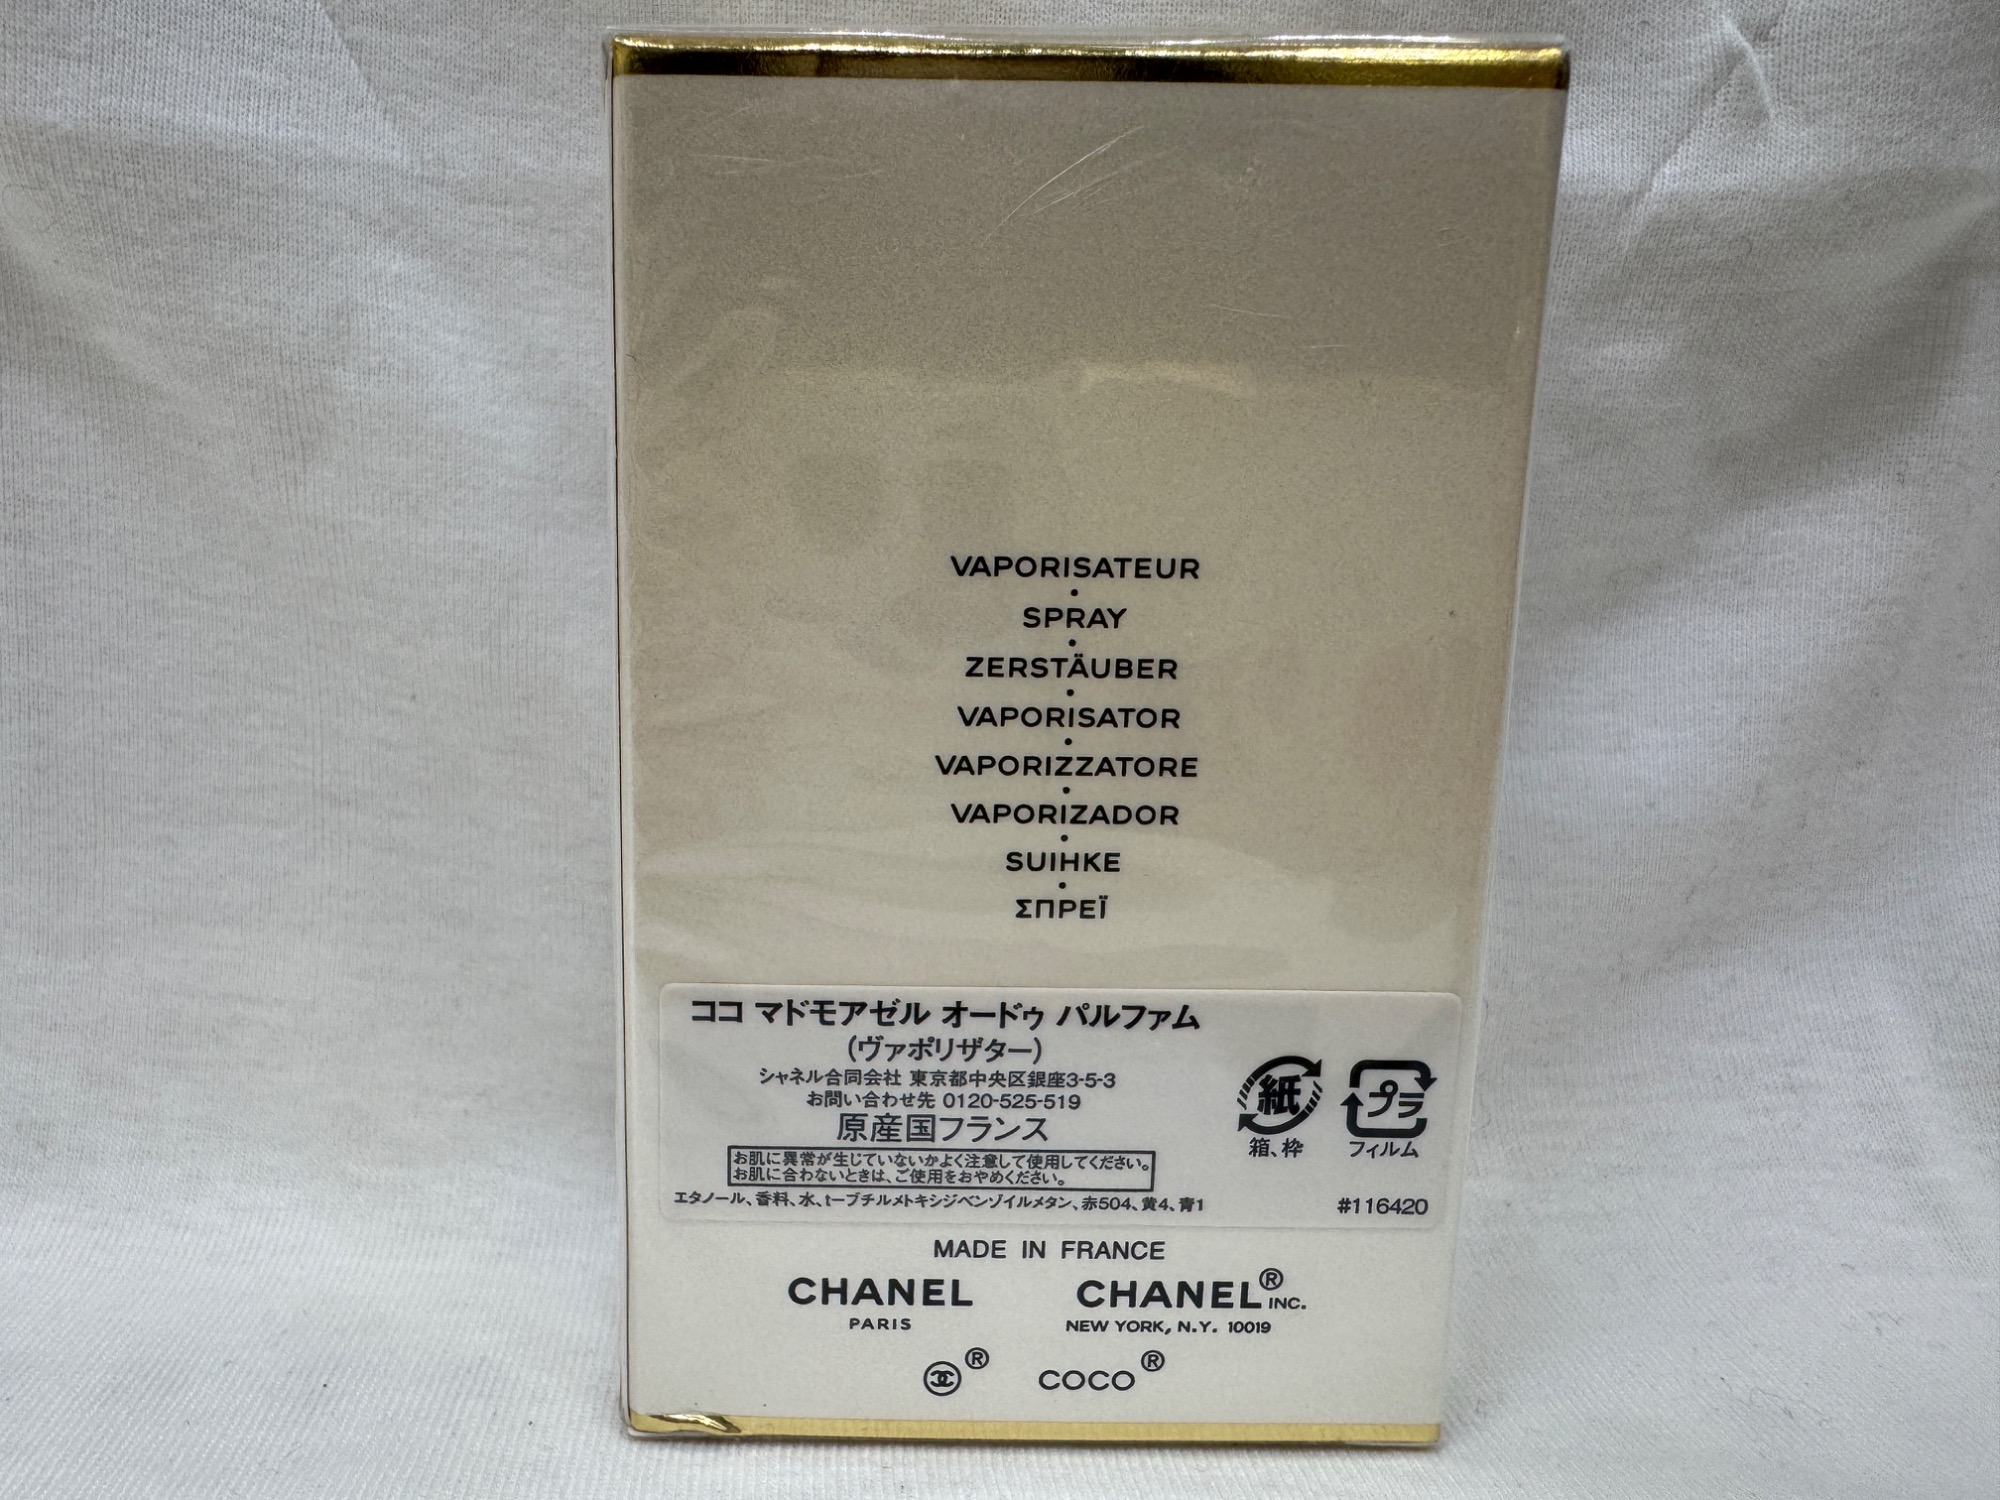 VAPORISATEUR
SPRAY
ZERSTÄUBER
VAPORISATOR
VAPORIZZATORE
VAPORIZADOR
SUIHKE
ΣΠΡΕΪ
ココ マドモアゼル オードゥ パルファム
(ヴァポリザター)
シャネル合同会社 東京都中央区銀座3-5-3
お問い合わせ先 0120-525-519
原産国フランス
お肌に異常が生じていないかよく注意して使用してください。
お肌に合わないときは、ご使用をおやめください。
エタノール、香料、水、t-ブチルメトキシジベンゾイルメタン、赤504、黄4、青1
紙
箱、枠
プラ
フィルム
#116420
MADE IN FRANCE
CHANEL
PARIS
CHANEL® INC.
NEW YORK, N.Y. 10019
®
COCO®